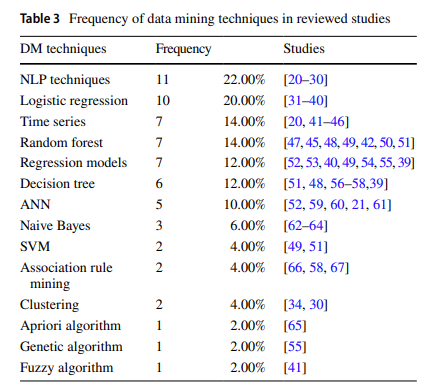 Table 3 Frequency of data mining techniques in reviewed studies
DM techniques Frequency Studies
NLP techniques 11 22.00% [20–30]
Logistic regression 10 20.00% [31–40]
Time series 7 14.00% [20, 41–46]
Random forest 7 14.00% [47, 45, 48, 49, 42, 50, 51]
Regression models 7 12.00% [52, 53, 40, 49, 54, 55, 39]
Decision tree 6 12.00% [51, 48, 56–58,39]
ANN 5 10.00% [52, 59, 60, 21, 61]
Naive Bayes 3 6.00% [62–64]
SVM 2 4.00% [49, 51]
Association rule 2 4.00% [66, 58, 67]
mining
Clustering 2 4.00% [34, 30]
Apriori algorithm 1 2.00% [65]
Genetic algorithm 1 2.00% [55]
Fuzzy algorithm 1 2.00% [41]